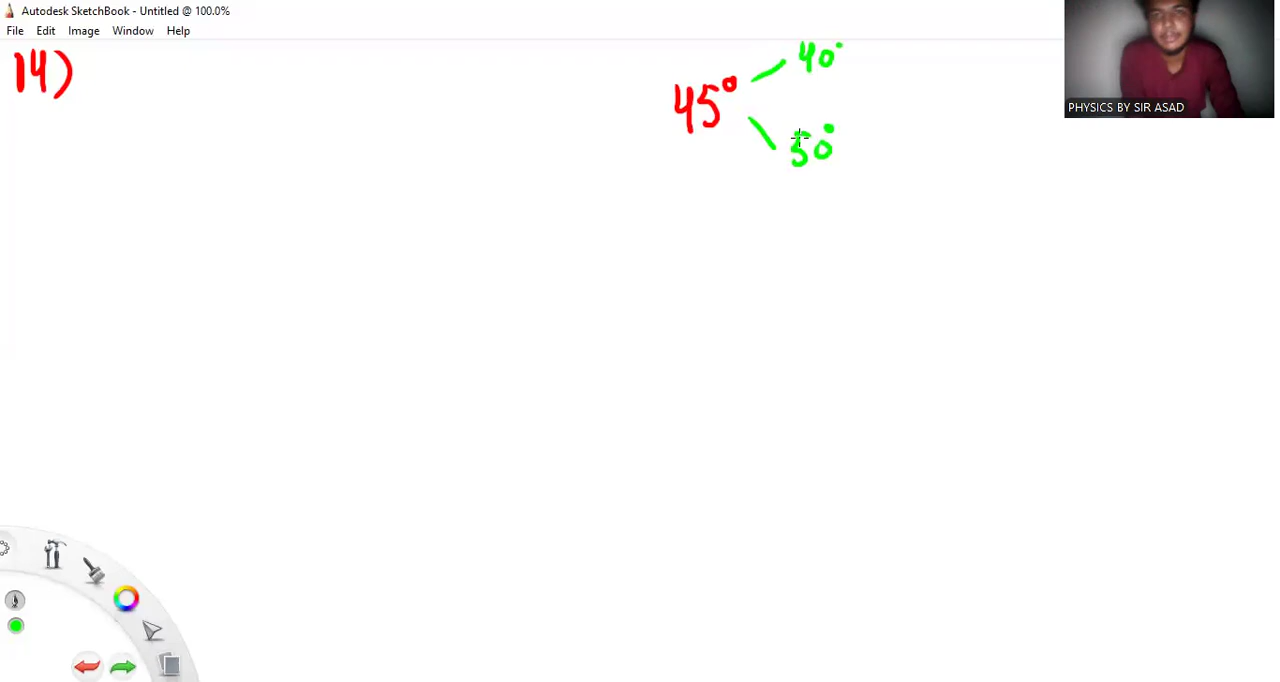 Autodesk SketchBook - Untitled @ 100.0%
File Edit Image Window Help
14)
45°
40°
50°
PHYSICS BY SIR ASAD